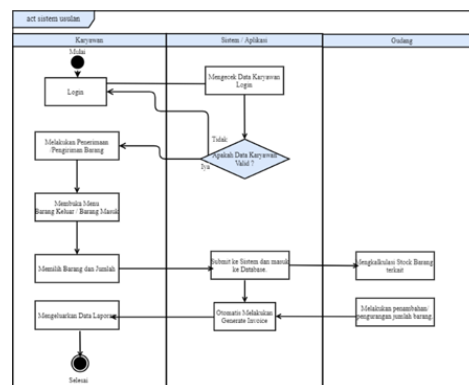 act sistem usulan
Karyawan
Sistem / Aplikasi
Gudang
Mulai
Login
Mengecek Data Karyawan
Login
Tidak
Apakah Data Karyawan
Valid ?
Iya
Melakukan Penerimaan
/Pengiriman Barang
Membuka Menu
Barang Keluar / Barang Masuk
Memilih Barang dan Jumlah
Submit ke Sistem dan masuk
ke Database.
Mengkalkulasi Stock Barang
terkait
Melakukan penambahan/
pengurangan jumlah barang.
Otomatis Melakukan
Generate Invoice
Mengeluarkan Data Laporan
Selesai